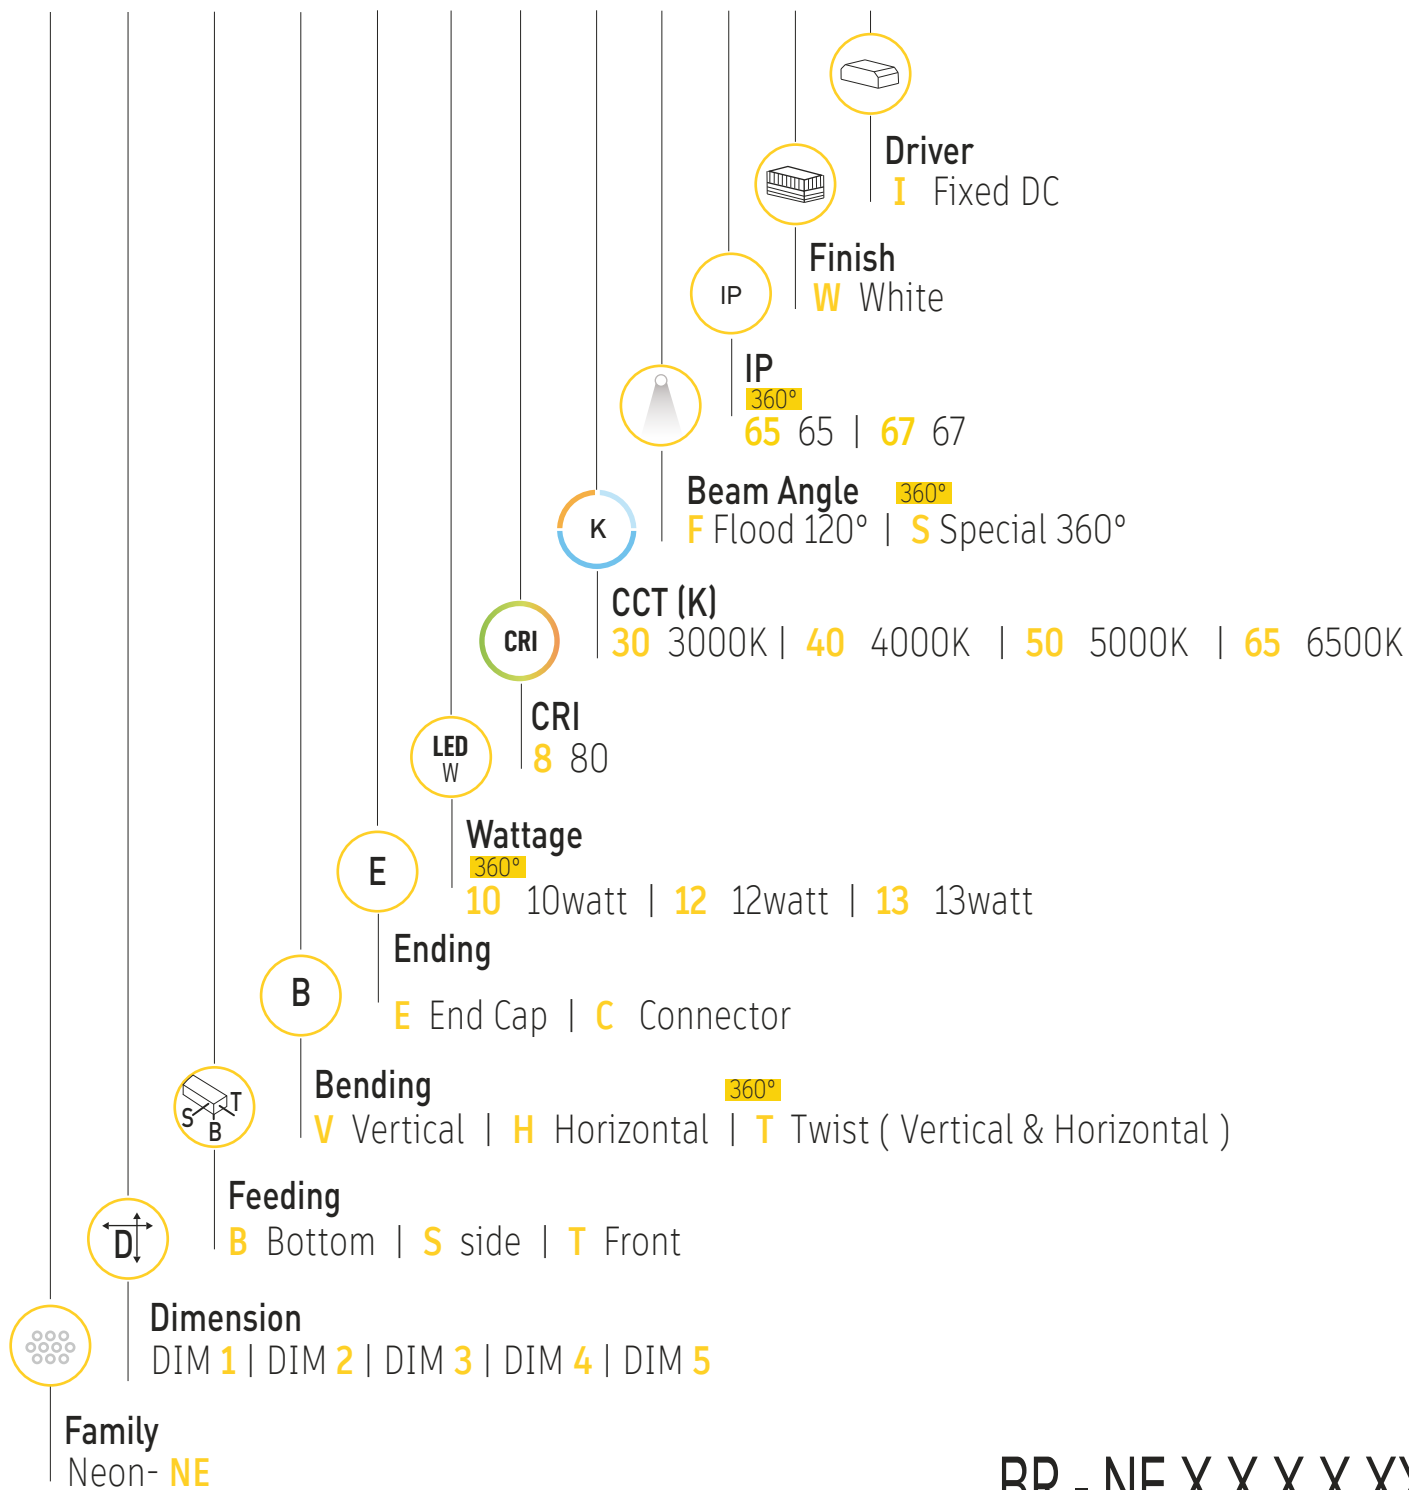 Driver
I Fixed DC
Finish
W White
IP
IP
360°
65 65 | 67 67
Beam Angle 360°
F Flood 120° | S Special 360°
K
CCT (K)
30 3000K | 40 4000K | 50 5000K | 65 6500K
CRI
CRI
8 80
LED
W
Wattage
360°
10 10watt | 12 12watt | 13 13watt
E
Ending
E End Cap | C Connector
B
Bending 360°
V Vertical | H Horizontal | T Twist ( Vertical & Horizontal )
S B T
Feeding
B Bottom | S side | T Front
D
Dimension
DIM 1 | DIM 2 | DIM 3 | DIM 4 | DIM 5
Family
Neon- NE
BR - NE X X X X